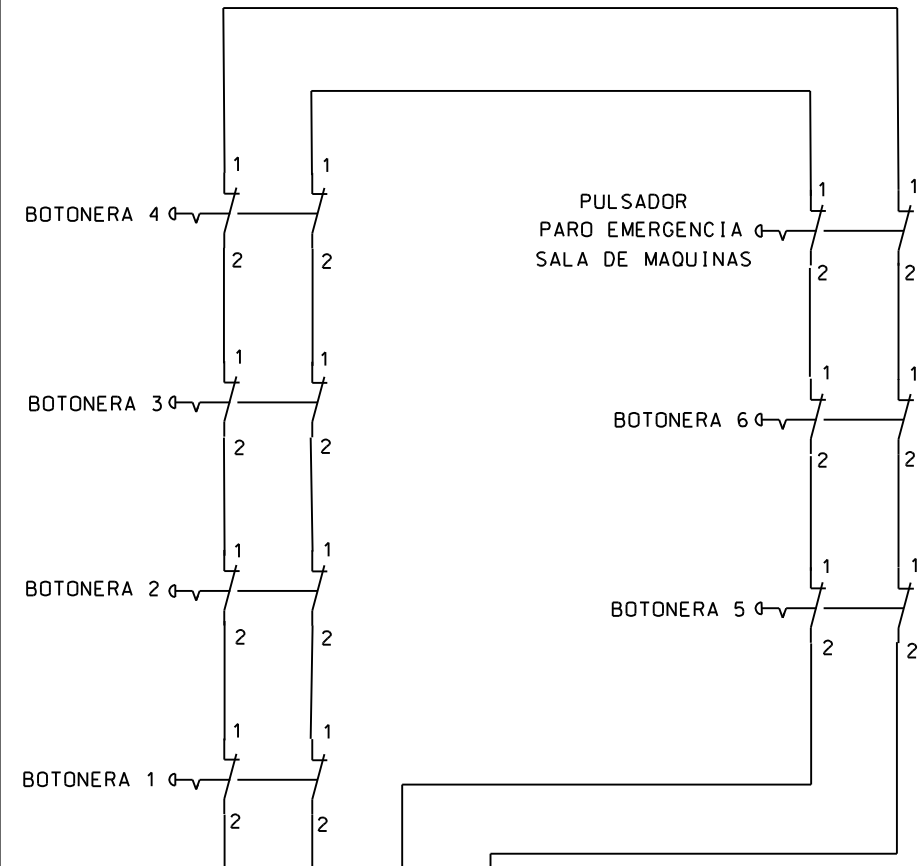 1 1
BOTONERA 4
2 2
1 1
PULSADOR
PARO EMERGENCIA
SALA DE MAQUINAS
2 2
1 1
BOTONERA 3
2 2
1 1
BOTONERA 6
2 2
1 1
BOTONERA 2
2 2
1 1
BOTONERA 5
2 2
1 1
BOTONERA 1
2 2